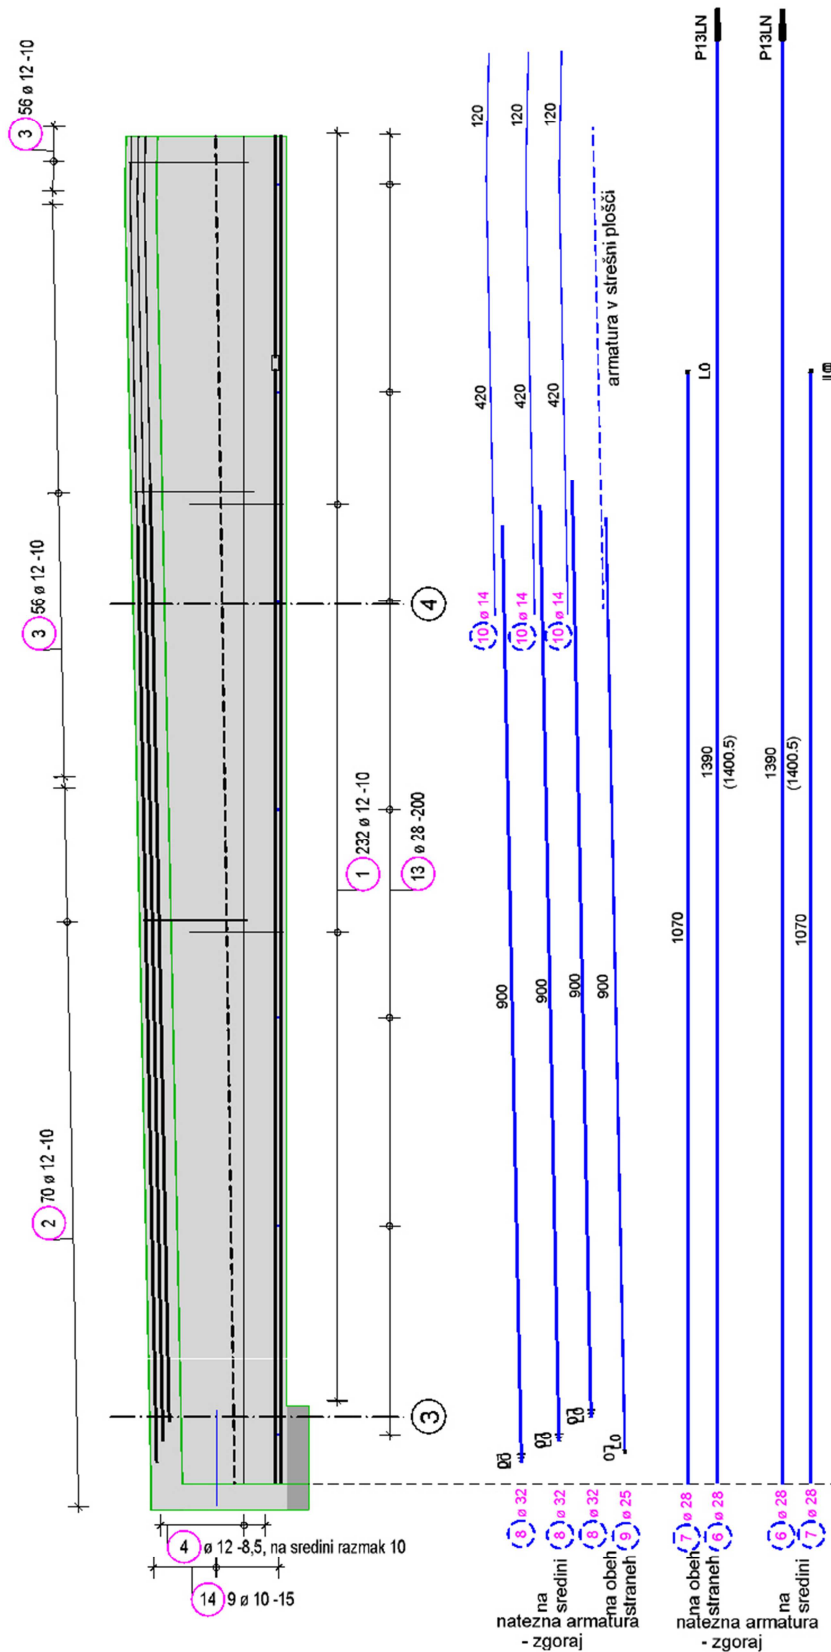 3 56 ø 12 -10
3 56 ø 12 -10
2 70 ø 12 -10
4 ø 12 -8,5, na sredini razmak 10
14 9 ø 10 -15
1 232 ø 12 -10
13 ø 28 -200
4
3
120
120
120
420
420
420
armatura v strešni plošči
10 ø 14
10 ø 14
10 ø 14
900
900
900
900
L0
L0
8 ø 32
8 ø 32
8 ø 32
9 ø 25
na
sredini
na obeh
straneh
natezna armatura
- zgoraj
P13LN
P13LN
L0
1390
(1400.5)
1390
(1400.5)
1070
1070
7 ø 28
6 ø 28
6 ø 28
7 ø 28
na obeh
straneh
na
sredini
natezna armatura
- zgoraj